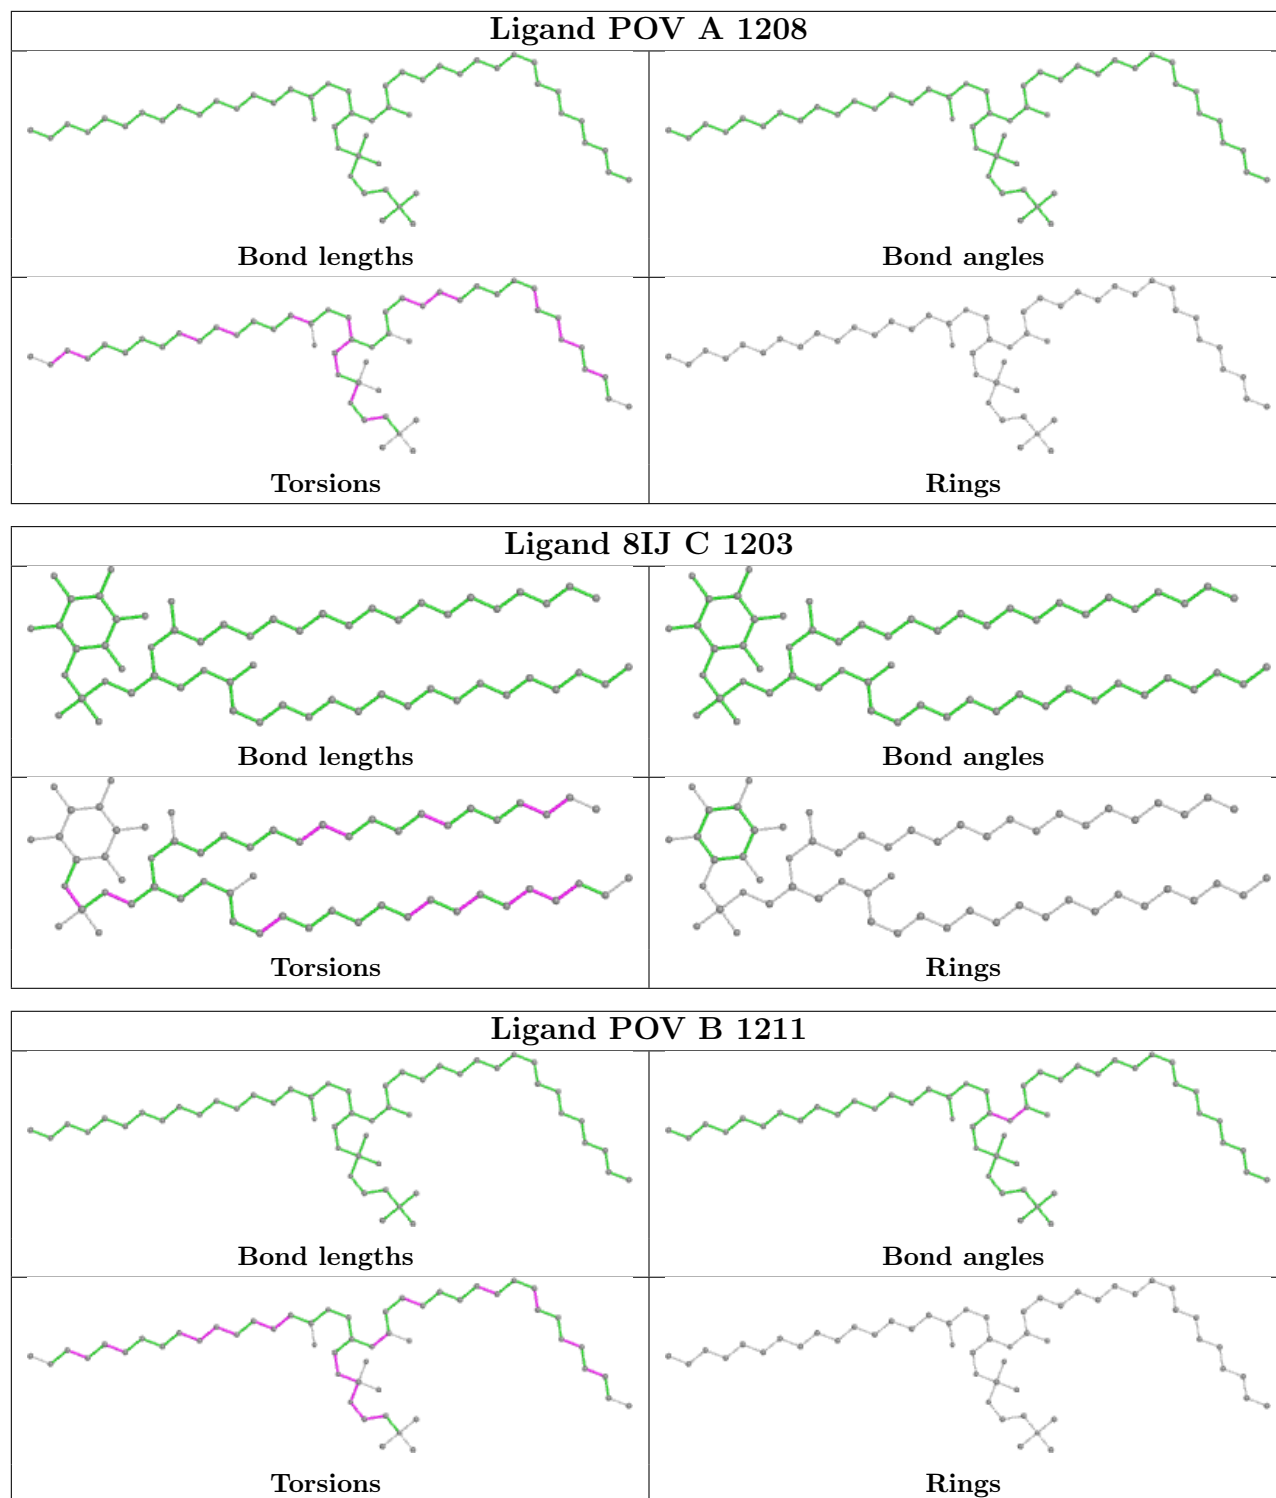 Ligand POV A 1208
Bond lengths
Bond angles
Torsions
Rings
Ligand 8IJ C 1203
Bond lengths
Bond angles
Torsions
Rings
Ligand POV B 1211
Bond lengths
Bond angles
Torsions
Rings